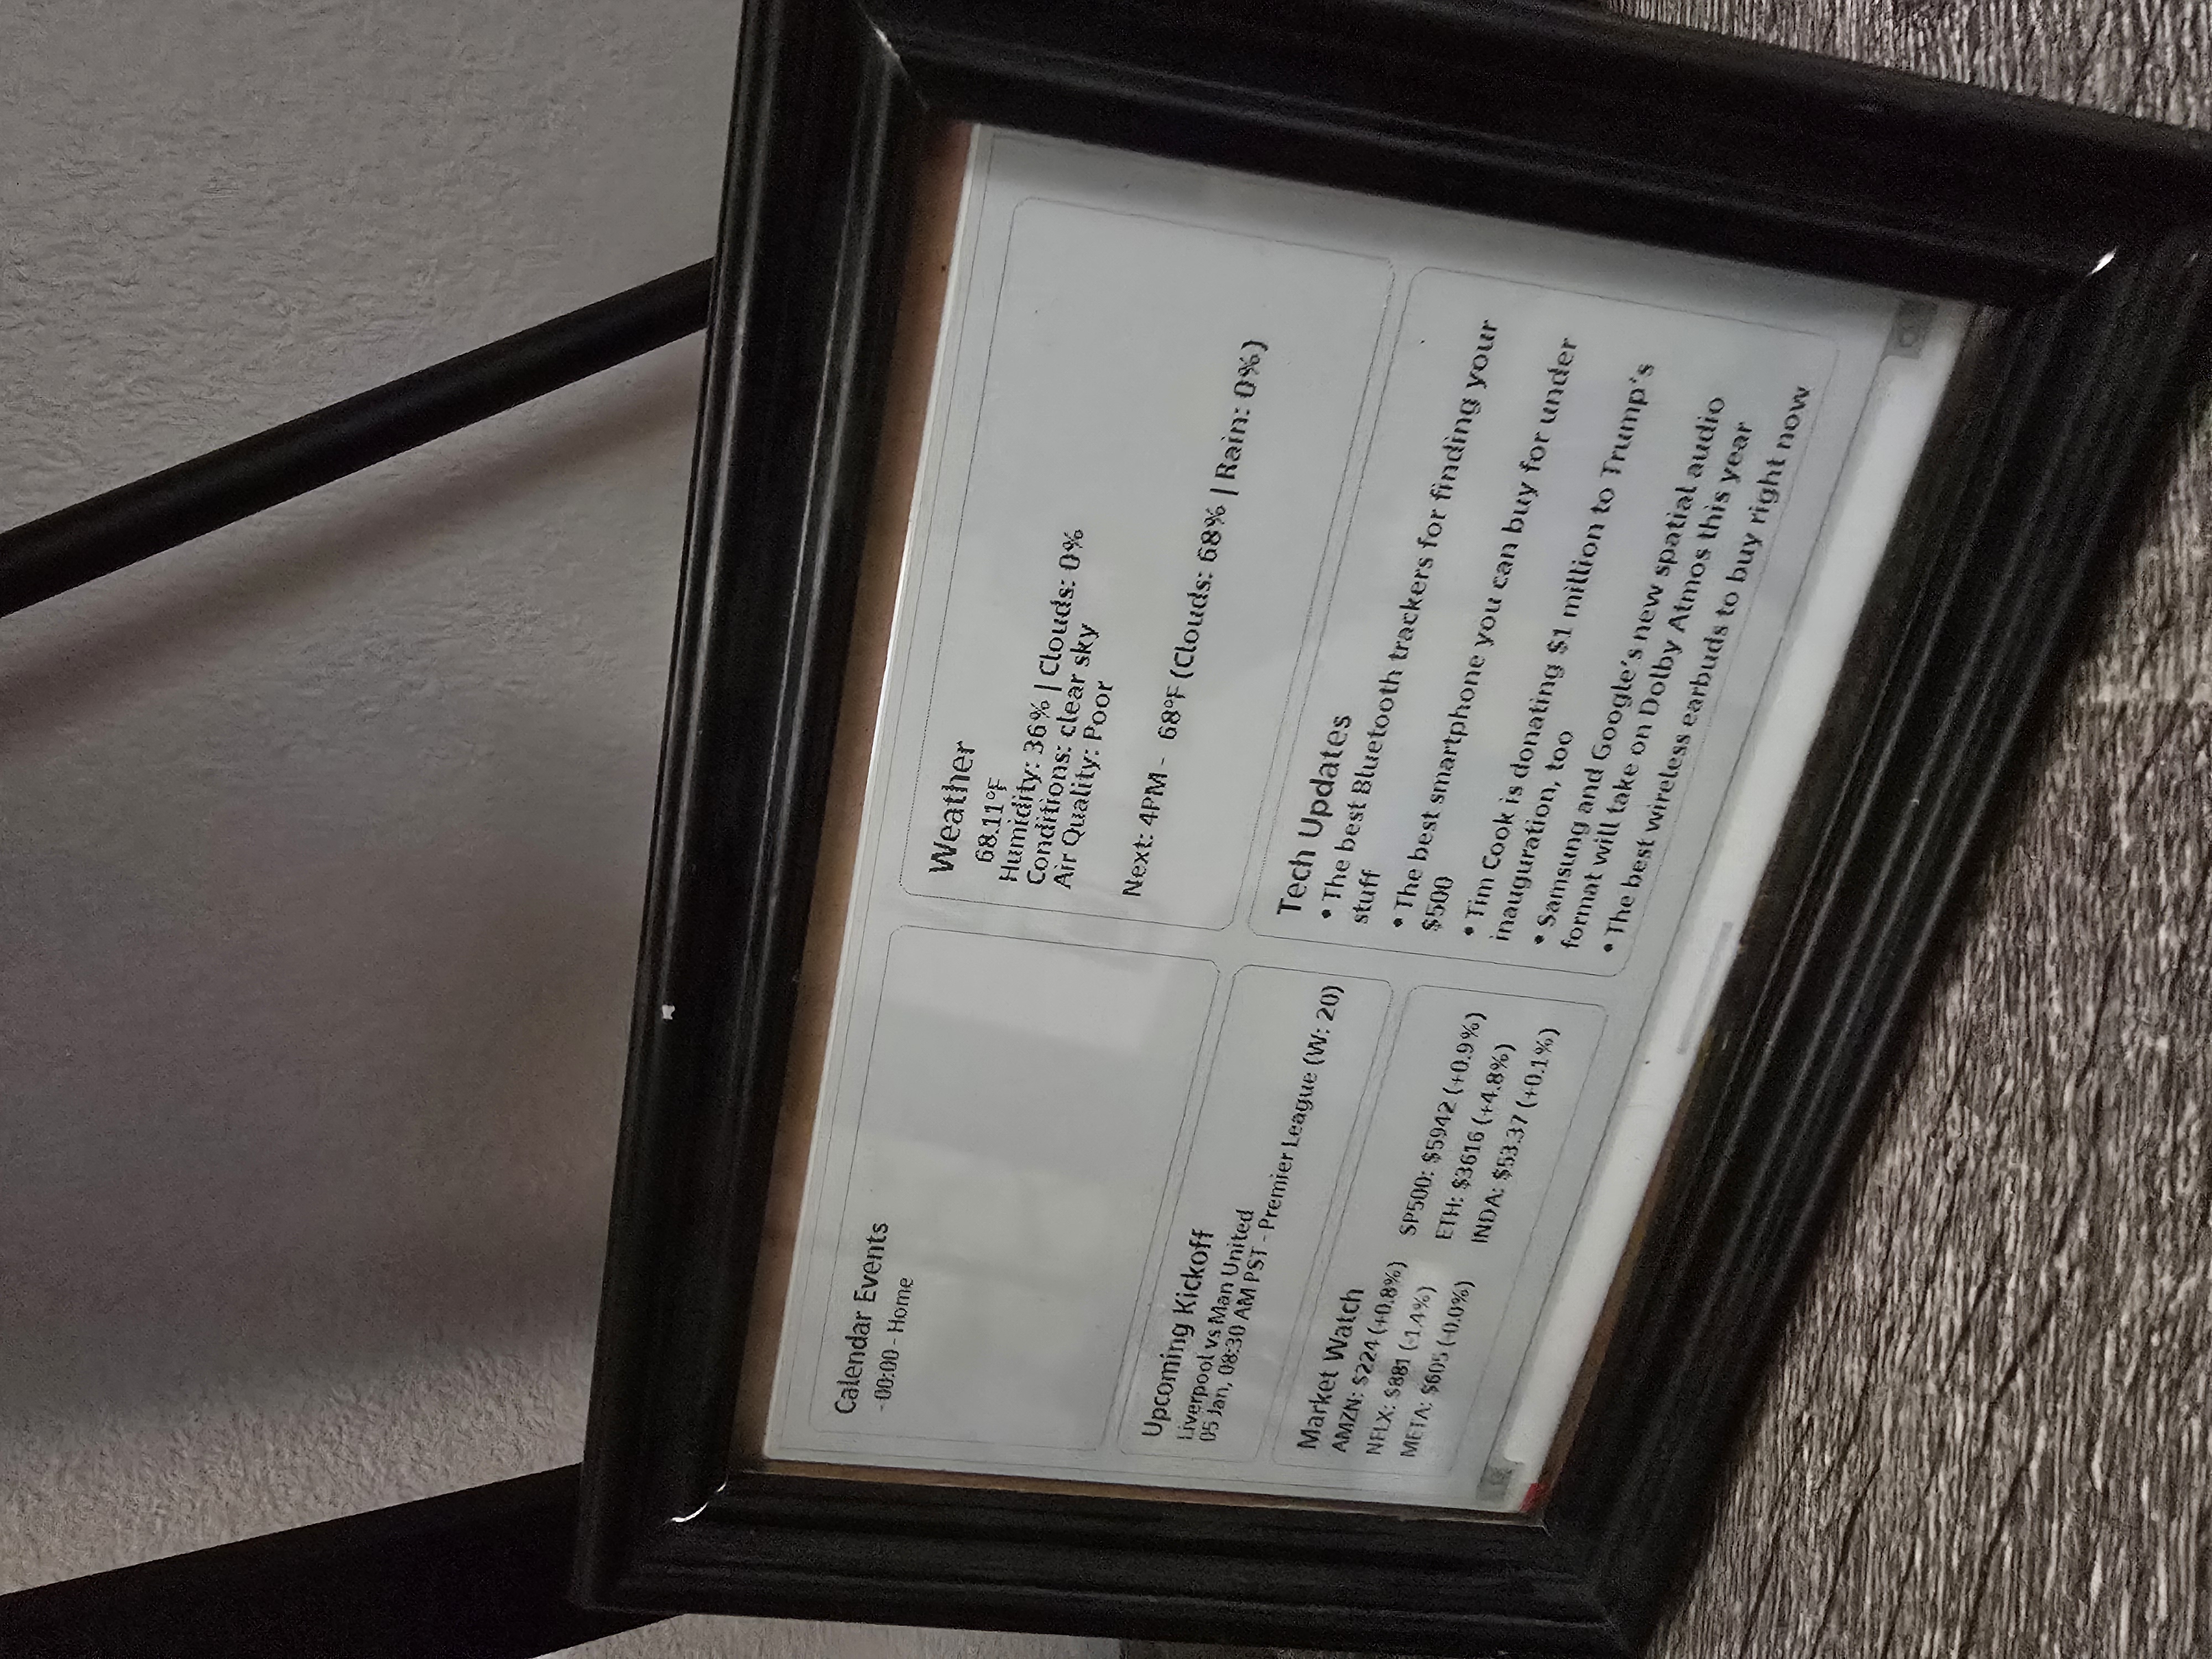 Calendar Events
-00:00 - Home
Upcoming Kickoff
Liverpool vs Man United
05 Jan, 08:30 AM PST - Premier League (W: 20)
Market Watch
AMZN: $224 (+0.8%)
NFLX: $881 (-1.4%)
META: $605 (-0.0%)
SP500: $5942 (+0.9%)
ETH: $3616 (+4.8%)
INDA: $53.37 (+0.1%)
Weather
68.11°F
Humidity: 36% | Clouds: 0%
Conditions: clear sky
Air Quality: Poor
Next: 4PM - 68°F (Clouds: 68% | Rain: 0%)
Tech Updates
• The best Bluetooth trackers for finding your
stuff
• The best smartphone you can buy for under
$500
• Tim Cook is donating $1 million to Trump's
inauguration, too
• Samsung and Google's new spatial audio
format will take on Dolby Atmos this year
• The best wireless earbuds to buy right now